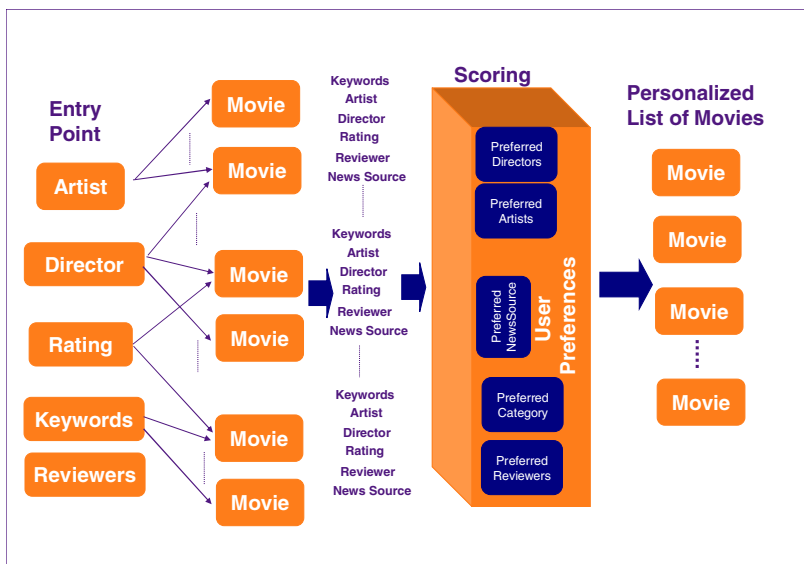 Entry
Point
Artist
Director
Rating
Keywords
Reviewers
Movie
Movie
Movie
Movie
Movie
Movie
Keywords
Artist
Director
Rating
Reviewer
News Source
Keywords
Artist
Director
Rating
Reviewer
News Source
Keywords
Artist
Director
Rating
Reviewer
News Source
Scoring
Preferred
Directors
Preferred
Artists
Preferred
NewsSource
Preferred
Category
Preferred
Reviewers
User
Preferences
Personalized
List of Movies
Movie
Movie
Movie
Movie